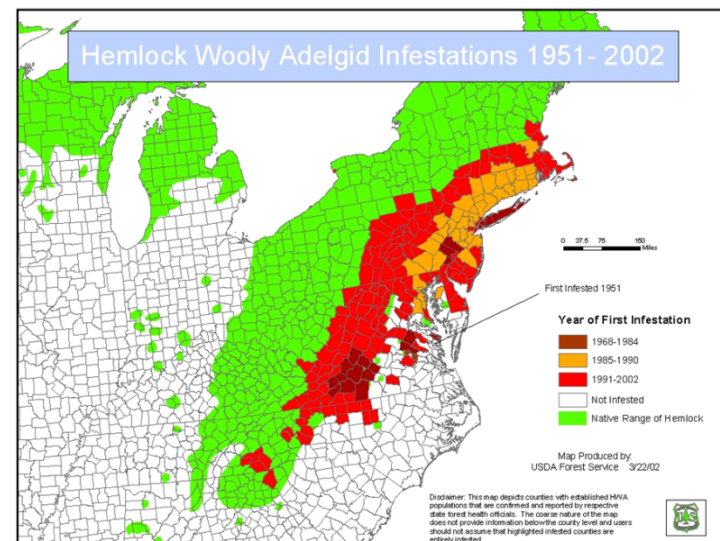 Hemlock Wooly Adelgid Infestations 1951- 2002
0 37.5 75 150
Miles
First Infested 1951
Year of First Infestation
1968-1984
1985-1990
1991-2002
Not Infested
Native Range of Hemlock
Map Produced by:
USDA Forest Service 3/22/02
Disclaimer: This map depicts counties with established HWA
populations that are confirmed and reported by respective
state forest health officials. The coarse nature of the map
does not provide information below the county level and users
should not assume that highlighted infested counties are
entirely infested.